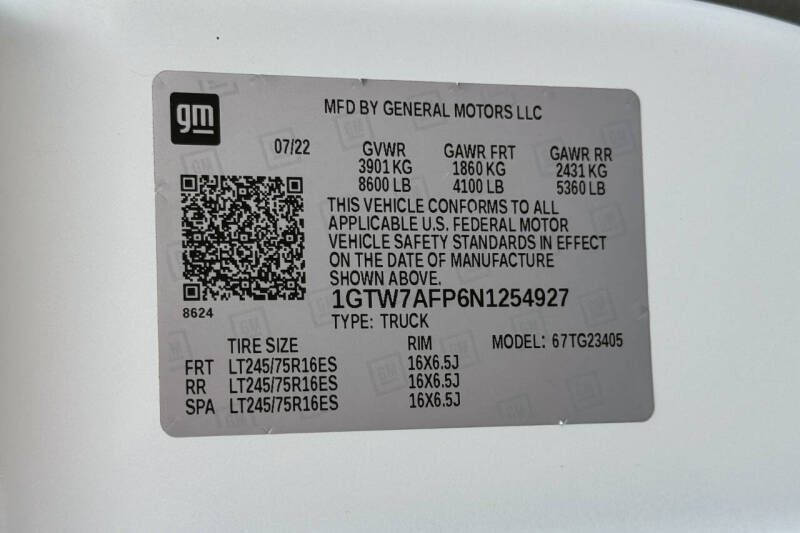 gm
MFD BY GENERAL MOTORS LLC
07/22 GVWR GAWR FRT GAWR RR
3901 KG 1860 KG 2431 KG
8600 LB 4100 LB 5360 LB
THIS VEHICLE CONFORMS TO ALL
APPLICABLE U.S. FEDERAL MOTOR
VEHICLE SAFETY STANDARDS IN EFFECT
ON THE DATE OF MANUFACTURE
SHOWN ABOVE.
8624
1GTW7AFP6N1254927
TYPE: TRUCK
TIRE SIZE RIM MODEL: 67TG23405
FRT LT245/75R16ES 16X6.5J
RR LT245/75R16ES 16X6.5J
SPA LT245/75R16ES 16X6.5J